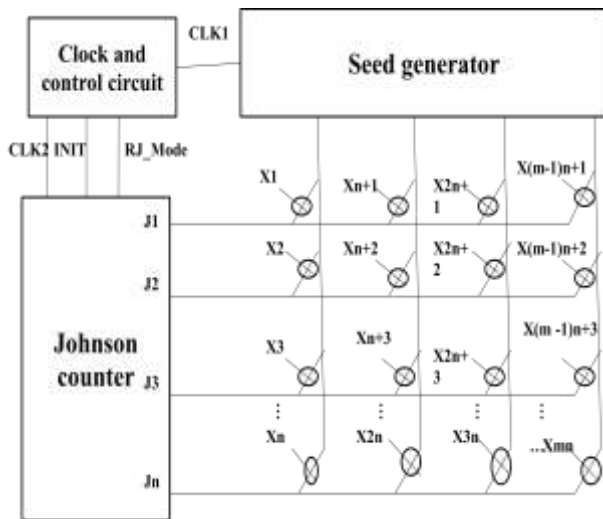 CLK1
Clock and
control circuit
Seed generator
CLK2 INIT RJ_Mode
X1 Xn+1 X2n+
1 X(m-1)n+1
J1
X2 Xn+2 X2n+
2 X(m-1)n+2
J2
Johnson
counter
X3 Xn+3 X2n+
3 X(m -1)n+3
J3
⋮ ⋮ ⋮ ...
Xn X2n X3n ...Xmn
Jn